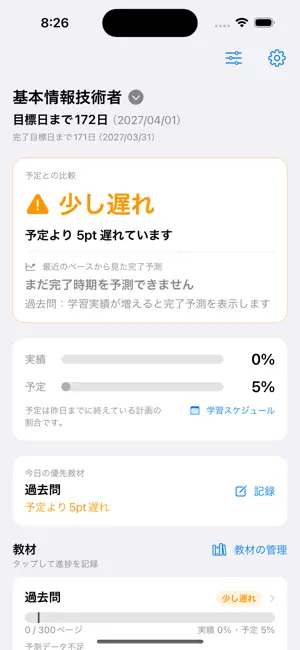 8:26
基本情報技術者
目標日まで172日（2027/04/01）
完了目標日まで171日（2027/03/31）
予定との比較
少し遅れ
予定より 5pt 遅れています
最近のペースから見た完了予測
まだ完了時期を予測できません
過去問：学習実績が増えると完了予測を表示します
実績 0%
予定 5%
予定は昨日までに終えている計画の
割合です。
学習スケジュール
今日の優先教材
過去問
予定より 5pt 遅れ
記録
教材
教材の管理
タップして進捗を記録
過去問
少し遅れ
0 / 300ページ
実績 0%・予定 5%
予測データ不足